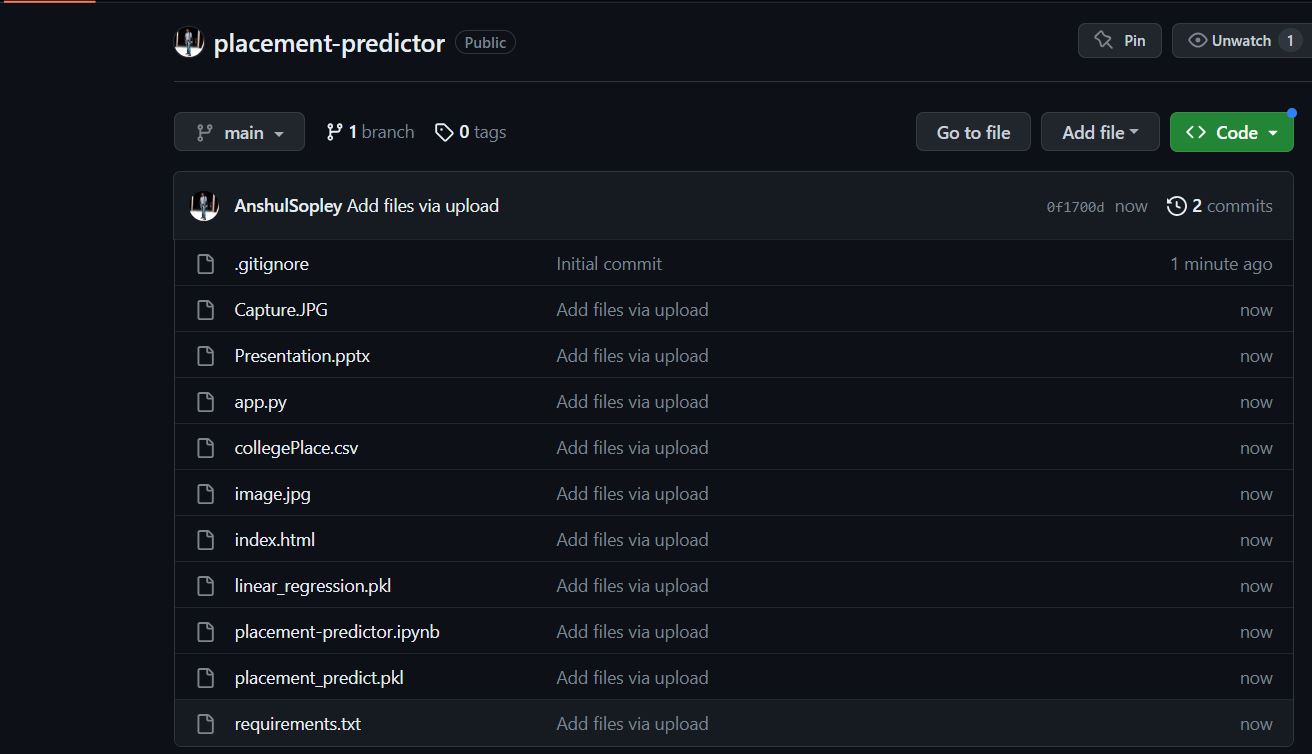 placement-predictor Public Pin Unwatch 1
main 1 branch 0 tags Go to file Add file Code
AnshulSopley Add files via upload 0f1700d now 2 commits
.gitignore Initial commit 1 minute ago
Capture.JPG Add files via upload now
Presentation.pptx Add files via upload now
app.py Add files via upload now
collegePlace.csv Add files via upload now
image.jpg Add files via upload now
index.html Add files via upload now
linear_regression.pkl Add files via upload now
placement-predictor.ipynb Add files via upload now
placement_predict.pkl Add files via upload now
requirements.txt Add files via upload now